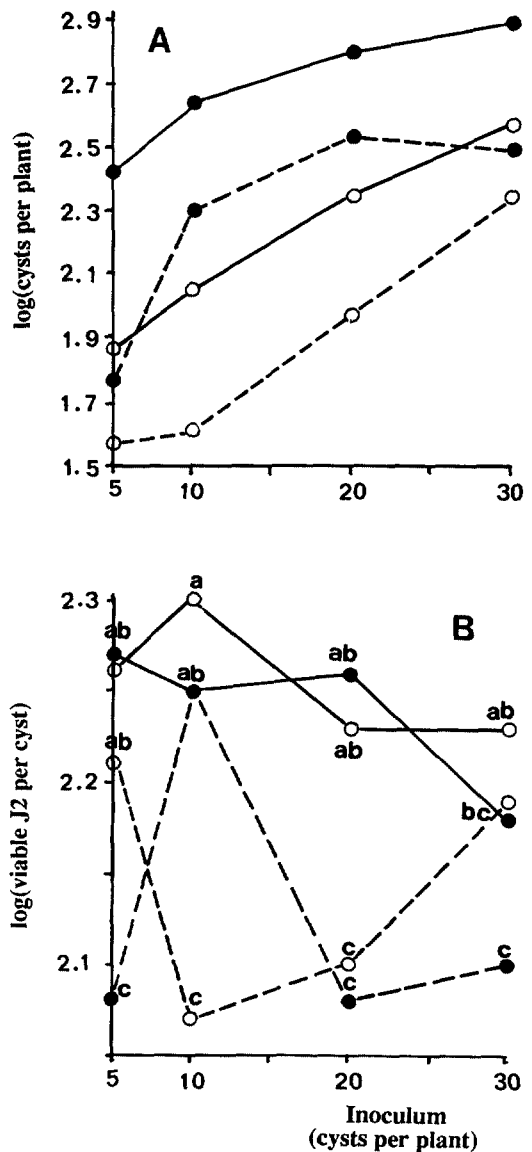 A
2.9
2.7
2.5
2.3
2.1
1.9
1.7
1.5
log(cysts per plant)
5 10 20 30
B
2.3
2.2
2.1
log(viable J2 per cyst)
a
ab
ab
ab
ab
ab
ab
bc
c
c
c
c
c
5 10 20 30
Inoculum
(cysts per plant)